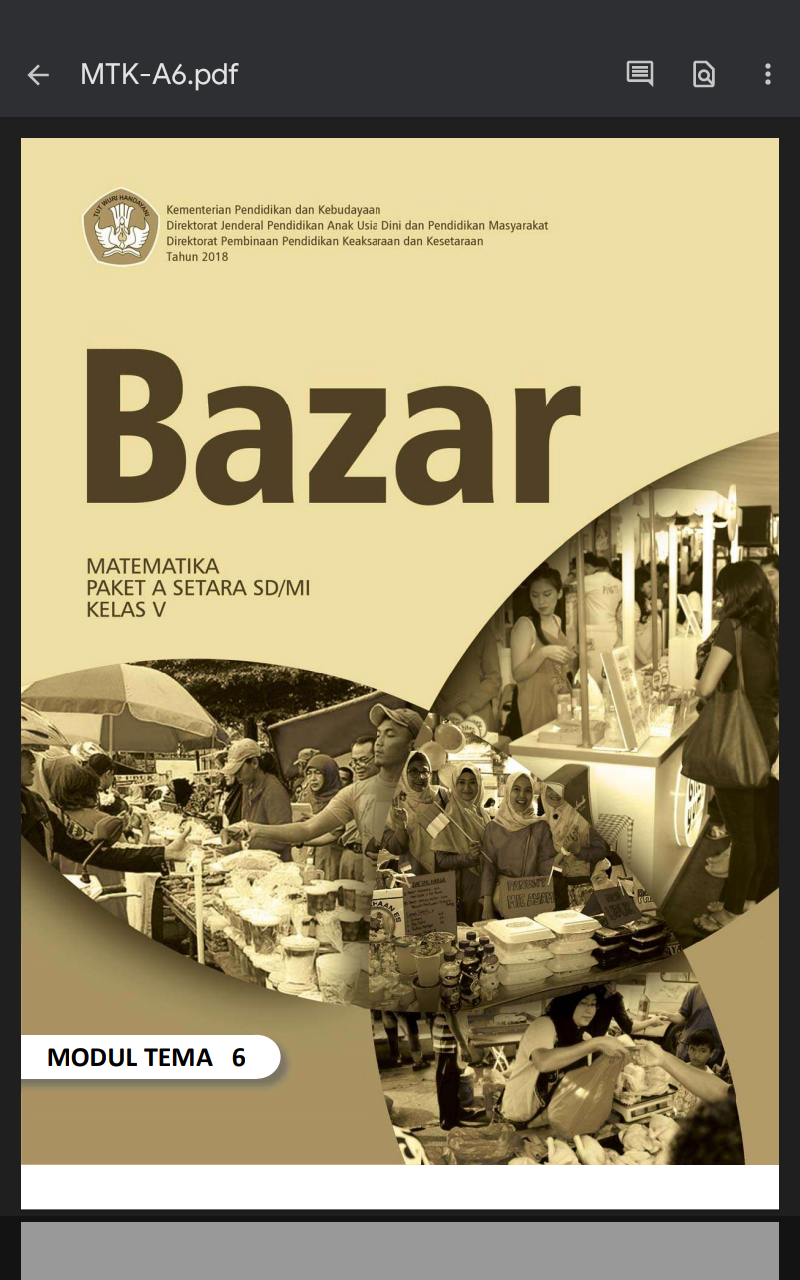 MTK-A6.pdf
TUT WURI HANDAYANI
Kementerian Pendidikan dan Kebudayaan
Direktorat Jenderal Pendidikan Anak Usia Dini dan Pendidikan Masyarakat
Direktorat Pembinaan Pendidikan Keaksaraan dan Kesetaraan
Tahun 2018
Bazar
MATEMATIKA
PAKET A SETARA SD/MI
KELAS V
MODUL TEMA 6